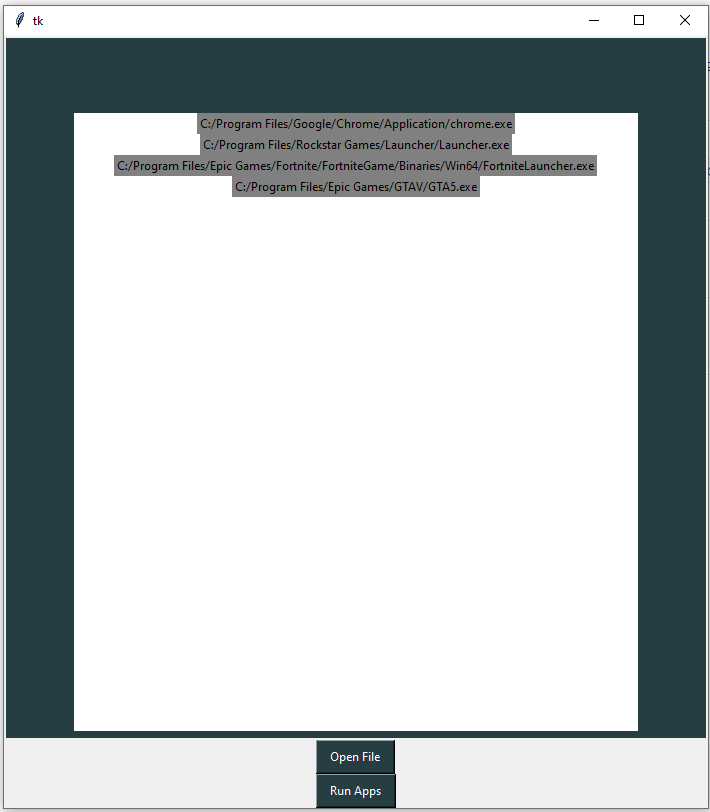 tk
C:/Program Files/Google/Chrome/Application/chrome.exe
C:/Program Files/Rockstar Games/Launcher/Launcher.exe
C:/Program Files/Epic Games/Fortnite/FortniteGame/Binaries/Win64/FortniteLauncher.exe
C:/Program Files/Epic Games/GTAV/GTA5.exe
Open File
Run Apps